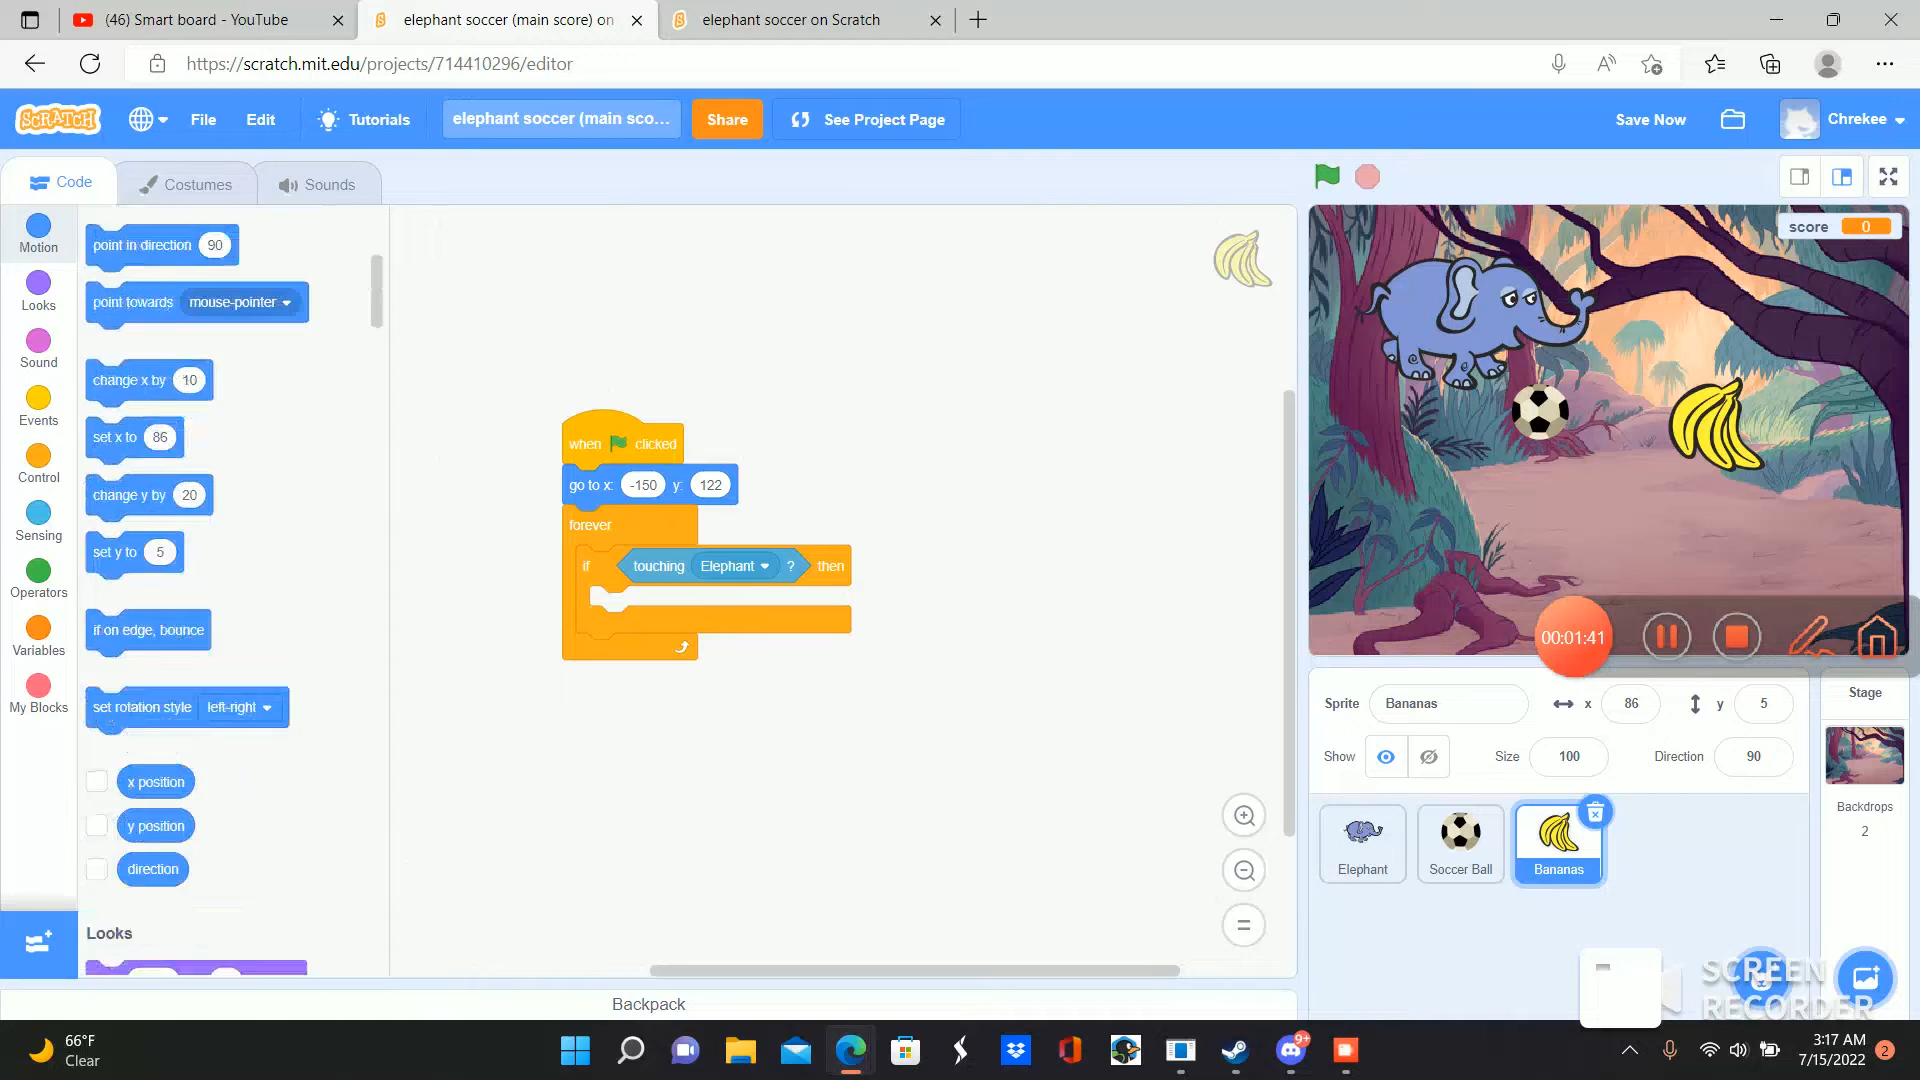 (46) Smart board - YouTube
elephant soccer (main score) on
elephant soccer on Scratch
https://scratch.mit.edu/projects/714410296/editor
SCRATCH
File
Edit
Tutorials
elephant soccer (main sco...
Share
See Project Page
Save Now
Chrekee
Code
Costumes
Sounds
Motion
Looks
Sound
Events
Control
Sensing
Operators
Variables
My Blocks
point in direction 90
point towards mouse-pointer
change x by 10
set x to 86
change y by 20
set y to 5
if on edge, bounce
set rotation style left-right
x position
y position
direction
Looks
when clicked
go to x: -150 y: 122
forever
if touching Elephant ? then
score 0
00:01:41
Sprite Bananas x 86 y 5
Show Size 100 Direction 90
Elephant
Soccer Ball
Bananas
Stage
Backdrops
2
Backpack
SCREEN
RECORDER
66°F
Clear
9+
3:17 AM
7/15/2022
2